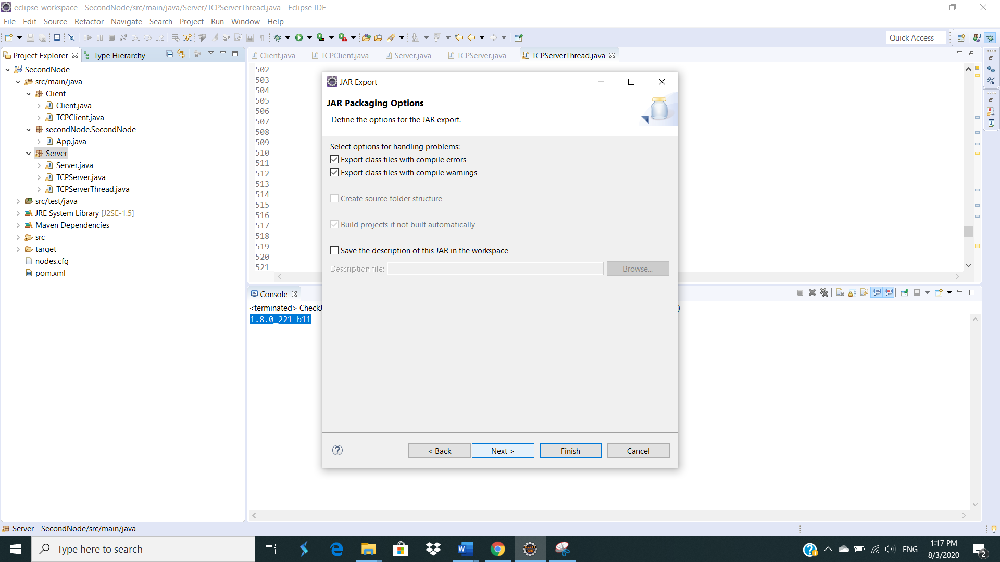 eclipse-workspace - SecondNode/src/main/java/Server/TCPServerThread.java - Eclipse IDE
File Edit Source Refactor Navigate Search Project Run Window Help
Quick Access
Project Explorer Type Hierarchy
SecondNode
src/main/java
Client
Client.java
TCPClient.java
secondNode.SecondNode
App.java
Server
Server.java
TCPServer.java
TCPServerThread.java
src/test/java
JRE System Library [J2SE-1.5]
Maven Dependencies
src
target
nodes.cfg
pom.xml
Client.java TCPClient.java Server.java TCPServer.java TCPServerThread.java
502
503
504
505
506
507
508
509
510
511
512
513
514
515
516
517
518
519
520
521
JAR Export
JAR Packaging Options
Define the options for the JAR export.
Select options for handling problems:
Export class files with compile errors
Export class files with compile warnings
Create source folder structure
Build projects if not built automatically
Save the description of this JAR in the workspace
Description file: Browse...
< Back Next > Finish Cancel
Console
<terminated> CheckJ
1.8.0_221-b11
Server - SecondNode/src/main/java
Type here to search
ENG
1:17 PM
8/3/2020
2